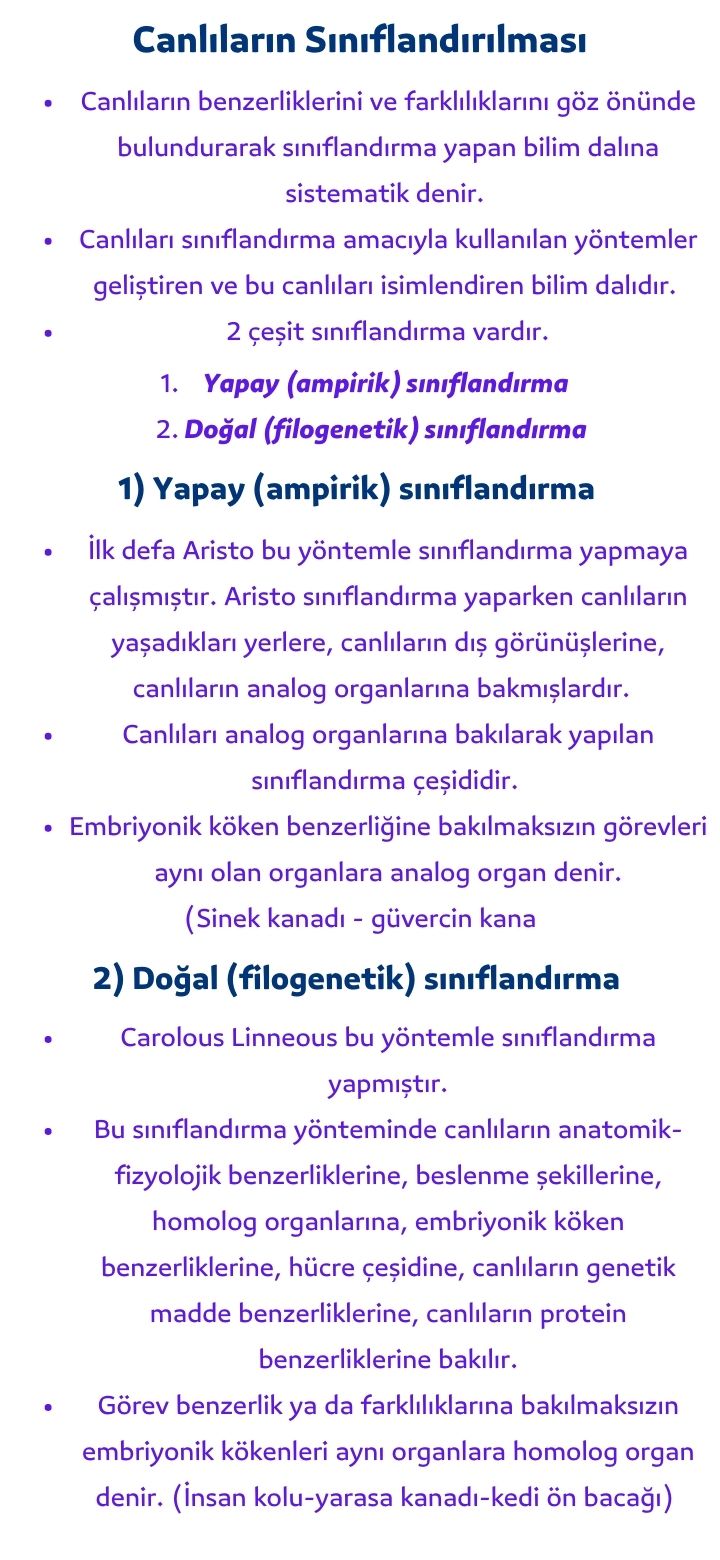 Canlıların Sınıflandırılması
• Canlıların benzerliklerini ve farklılıklarını göz önünde
bulundurarak sınıflandırma yapan bilim dalına
sistematik denir.
• Canlıları sınıflandırma amacıyla kullanılan yöntemler
geliştiren ve bu canlıları isimlendiren bilim dalıdır.
• 2 çeşit sınıflandırma vardır.
1. Yapay (ampirik) sınıflandırma
2. Doğal (filogenetik) sınıflandırma
1) Yapay (ampirik) sınıflandırma
• İlk defa Aristo bu yöntemle sınıflandırma yapmaya
çalışmıştır. Aristo sınıflandırma yaparken canlıların
yaşadıkları yerlere, canlıların dış görünüşlerine,
canlıların analog organlarına bakmışlardır.
• Canlıları analog organlarına bakılarak yapılan
sınıflandırma çeşididir.
• Embriyonik köken benzerliğine bakılmaksızın görevleri
aynı olan organlara analog organ denir.
(Sinek kanadı - güvercin kana
2) Doğal (filogenetik) sınıflandırma
• Carolous Linneous bu yöntemle sınıflandırma
yapmıştır.
• Bu sınıflandırma yönteminde canlıların anatomik-
fizyolojik benzerliklerine, beslenme şekillerine,
homolog organlarına, embriyonik köken
benzerliklerine, hücre çeşidine, canlıların genetik
madde benzerliklerine, canlıların protein
benzerliklerine bakılır.
• Görev benzerlik ya da farklılıklarına bakılmaksızın
embriyonik kökenleri aynı organlara homolog organ
denir. (İnsan kolu-yarasa kanadı-kedi ön bacağı)